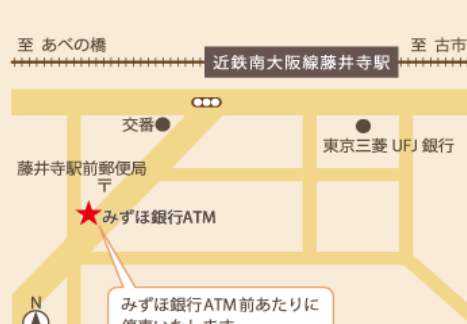 至 あべの橋
近鉄南大阪線藤井寺駅
至 古市
交番
東京三菱 UFJ 銀行
藤井寺駅前郵便局
〒
みずほ銀行ATM
N
みずほ銀行ATM前あたりに